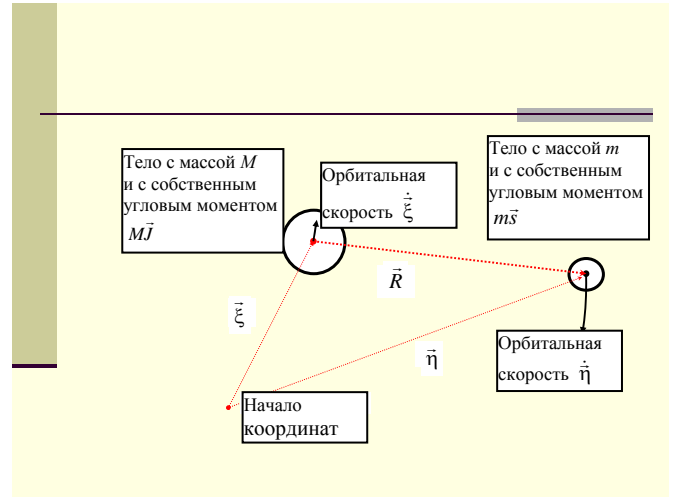 Тело с массой M
и с собственным
угловым моментом
MJ⃗
Орбитальная
скорость ξ⃗̇
Тело с массой m
и с собственным
угловым моментом
ms⃗
R⃗
ξ⃗
η⃗
Орбитальная
скорость η⃗̇
Начало
координат